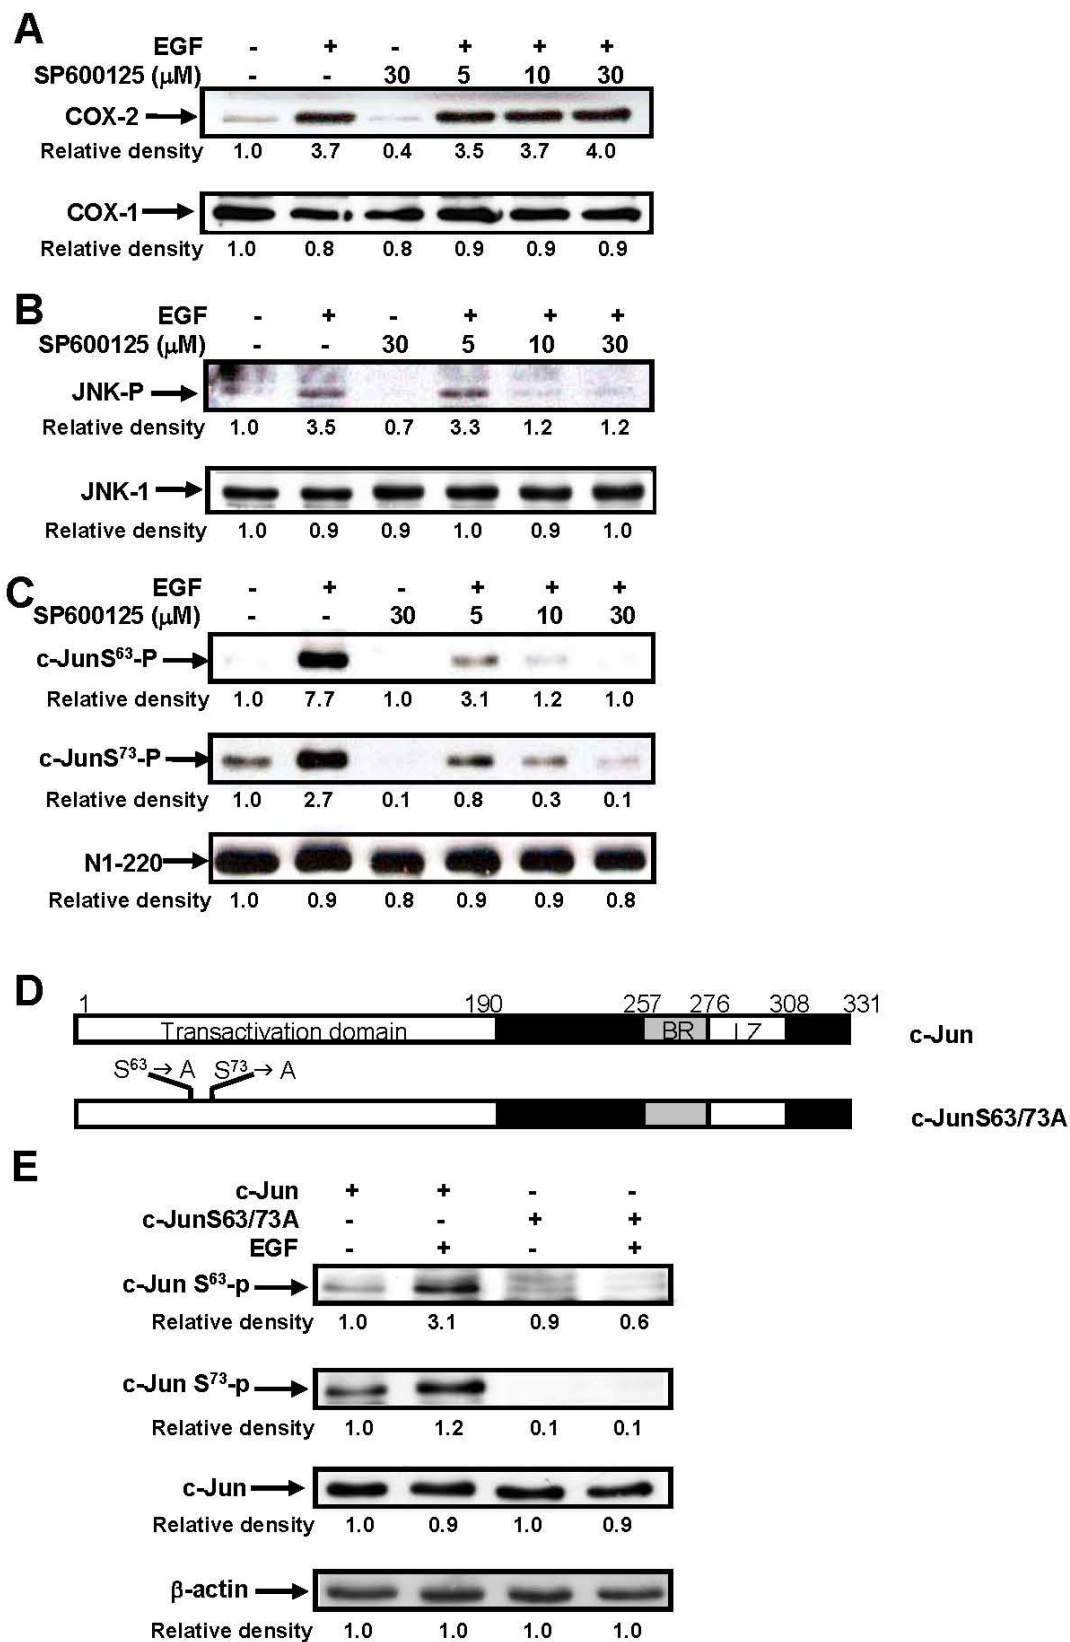 A
EGF - + - + + +
SP600125 (μM) - - 30 5 10 30
COX-2
Relative density 1.0 3.7 0.4 3.5 3.7 4.0
COX-1
Relative density 1.0 0.8 0.8 0.9 0.9 0.9
B
EGF - + - + + +
SP600125 (μM) - - 30 5 10 30
JNK-P
Relative density 1.0 3.5 0.7 3.3 1.2 1.2
JNK-1
Relative density 1.0 0.9 0.9 1.0 0.9 1.0
C
EGF - + - + + +
SP600125 (μM) - - 30 5 10 30
c-JunS63-P
Relative density 1.0 7.7 1.0 3.1 1.2 1.0
c-JunS73-P
Relative density 1.0 2.7 0.1 0.8 0.3 0.1
N1-220
Relative density 1.0 0.9 0.8 0.9 0.9 0.8
D
1 190 257 276 308 331
Transactivation domain BR LZ c-Jun
S63→ A S73→ A
c-JunS63/73A
E
c-Jun + + - -
c-JunS63/73A - - + +
EGF - + - +
c-Jun S63-p
Relative density 1.0 3.1 0.9 0.6
c-Jun S73-p
Relative density 1.0 1.2 0.1 0.1
c-Jun
Relative density 1.0 0.9 1.0 0.9
β-actin
Relative density 1.0 1.0 1.0 1.0